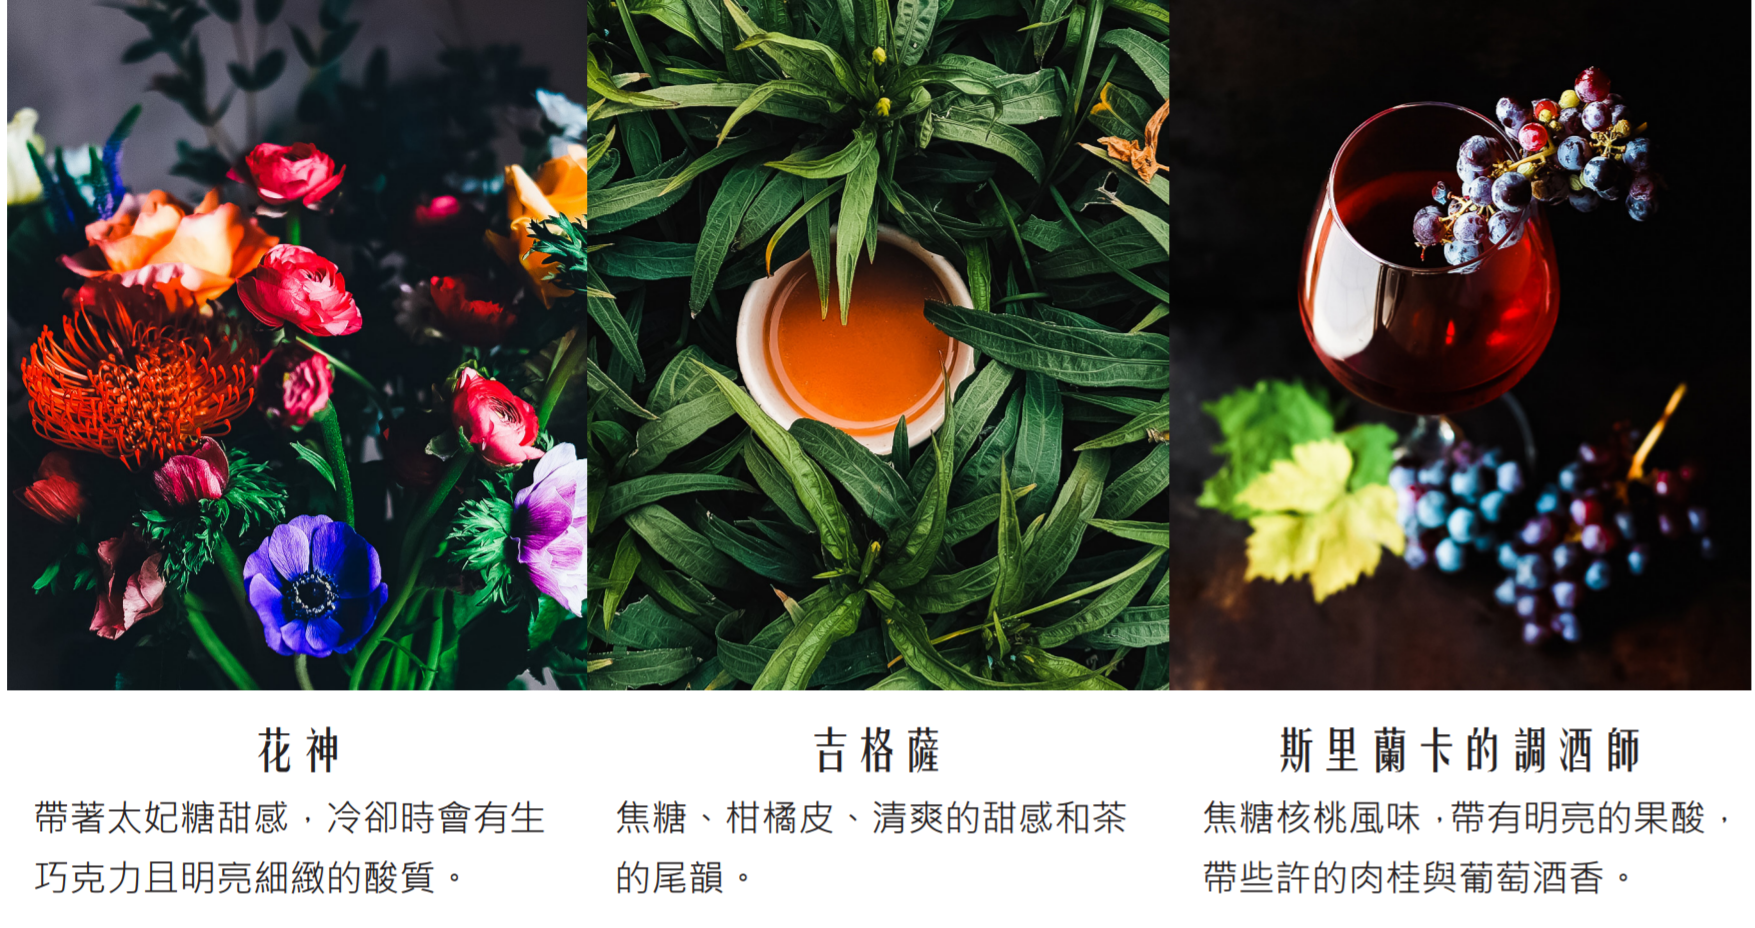 花神
帶著太妃糖甜感，冷卻時會有生
巧克力且明亮細緻的酸質。
吉格薩
焦糖、柑橘皮、清爽的甜感和茶
的尾韻。
斯里蘭卡的調酒師
焦糖核桃風味，帶有明亮的果酸，
帶些許的肉桂與葡萄酒香。